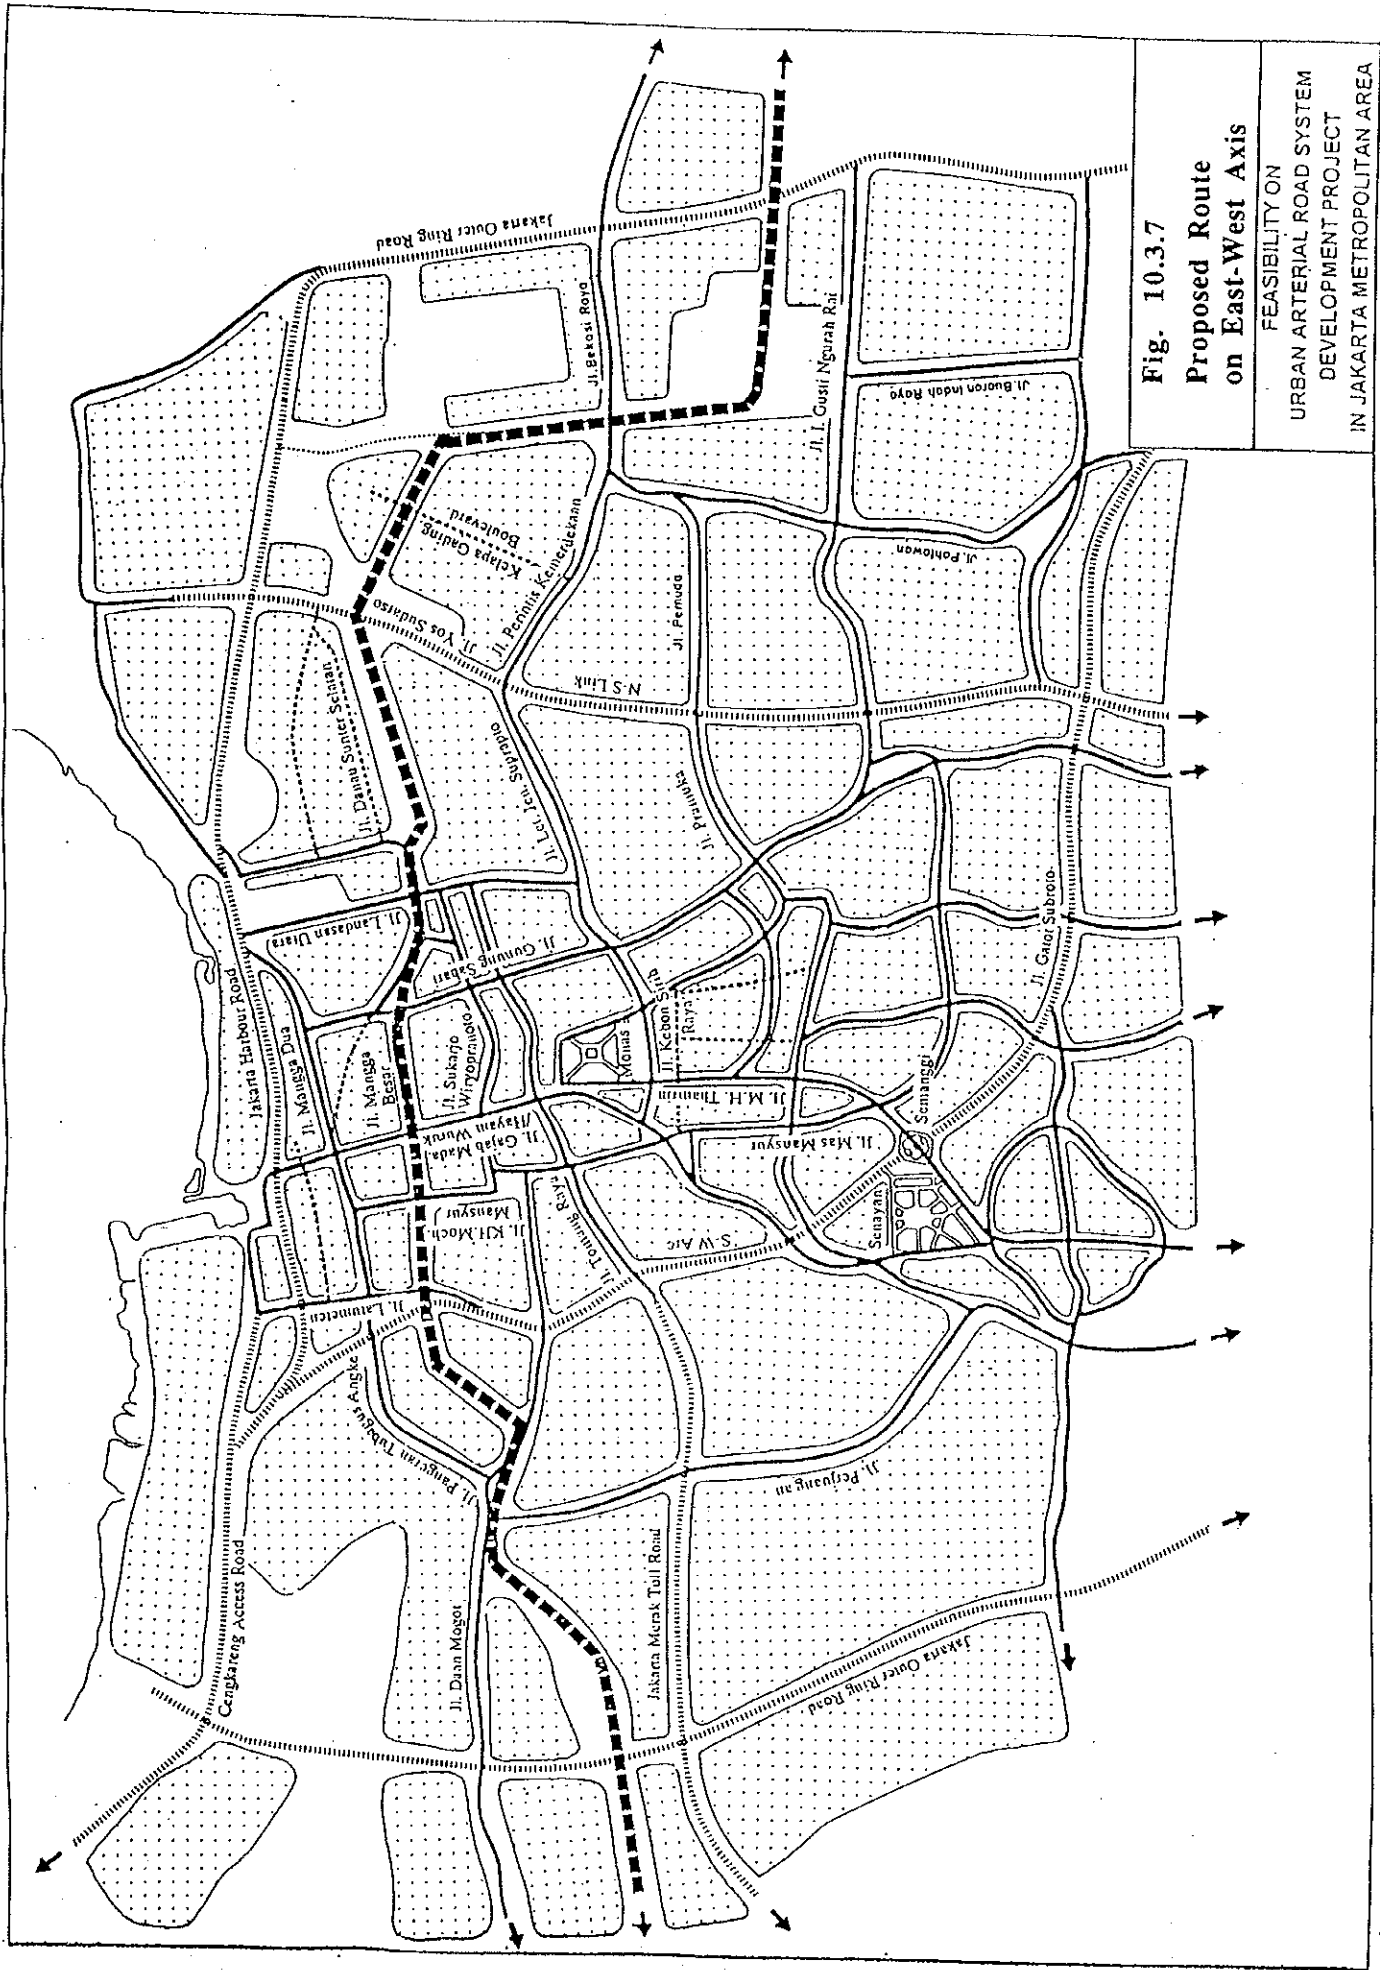 Jakarta Outer Ring Road
Jl. Bekasi Raya
Jl. I. Gusti Ngurah Rai
Jl. Buaran Indah Raya
Kelapa Gading
Boulevard
Jl. Perintis Kemerdekaan
Jl. Yos Sudarso
Jl. Pahlawan
Jl. Pemuda
N-S Link
Jl. Danau Sunter Selatan
Jl. Let. Jen. Suprapto
Jl. Pramuka
Jl. Landasan Utara
Jl. Gunung Sahari
Jl. Gatot Subroto
Jakarta Harbour Road
Jl. Mangga Dua
Jl. Mangga
Besar
Jl. Sukarjo
Wiryopranoto
Monas
Jl. Kebon Sirih
Raya
Jl. M.H. Thamrin
Semanggi
Jl. Gajah Mada
/Hayam Wuruk
Jl. Mas Mansyur
Senayan
Jl. KH.Moch.
Mansyur
Jl. Tomang Raya
S-W Arc
Jl. Latumeten
Jl. Pangeran Tubagus Angke
Jl. Perjuangan
Cengkareng Access Road
Jl. Daan Mogot
Jakarta Merak Toll Road
Jakarta Outer Ring Road
Fig. 10.3.7
Proposed Route
on East-West Axis
FEASIBILITY ON
URBAN ARTERIAL ROAD SYSTEM
DEVELOPMENT PROJECT
IN JAKARTA METROPOLITAN AREA